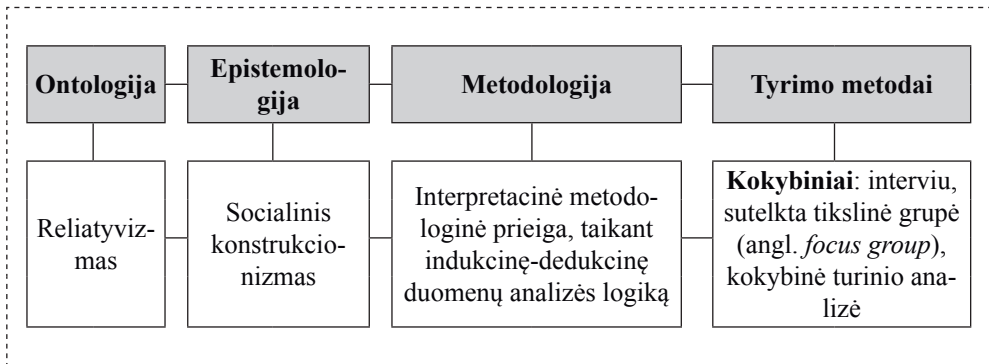 Ontologija
Epistemolo-
gija
Metodologija
Tyrimo metodai
Reliatyviz-
mas
Socialinis
konstrukcio-
nizmas
Interpretacinė metodo-
loginė prieiga, taikant
indukcinę-dedukcinę
duomenų analizės logiką
Kokybiniai: interviu,
sutelkta tikslinė grupė
(angl. focus group),
kokybinė turinio ana-
lizė